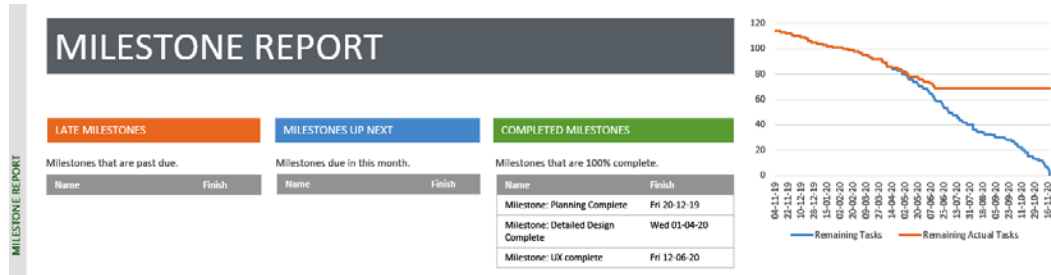 MILESTONE REPORT
MILESTONE REPORT
LATE MILESTONES
Milestones that are past due.
Name Finish
MILESTONES UP NEXT
Milestones due in this month.
Name Finish
COMPLETED MILESTONES
Milestones that are 100% complete.
Name Finish
Milestone: Planning Complete Fri 20-12-19
Milestone: Detailed Design Wed 01-04-20
Complete
Milestone: UX complete Fri 12-06-20
120
100
80
60
40
20
0
04-11-19
22-11-19
10-12-19
28-12-19
15-01-20
02-02-20
20-02-20
09-03-20
27-03-20
14-04-20
02-05-20
20-05-20
07-06-20
25-06-20
13-07-20
31-07-20
18-08-20
05-09-20
23-09-20
11-10-20
29-10-20
16-11-20
Remaining Tasks Remaining Actual Tasks